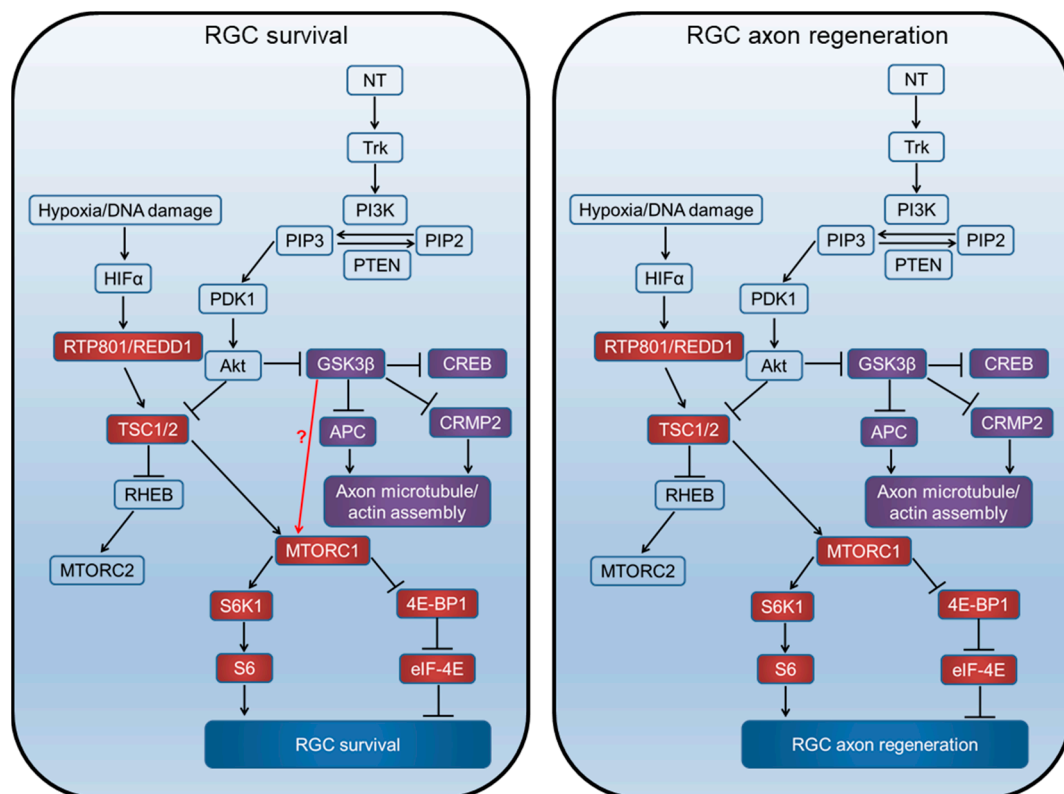 RGC survival
NT
Trk
Hypoxia/DNA damage
PI3K
PIP3
PIP2
PTEN
HIFα
PDK1
RTP801/REDD1
Akt
GSK3β
CREB
?
TSC1/2
APC
CRMP2
RHEB
Axon microtubule/
actin assembly
MTORC1
MTORC2
S6K1
4E-BP1
S6
eIF-4E
RGC survival
RGC axon regeneration
NT
Trk
Hypoxia/DNA damage
PI3K
PIP3
PIP2
PTEN
HIFα
PDK1
RTP801/REDD1
Akt
GSK3β
CREB
TSC1/2
APC
CRMP2
RHEB
Axon microtubule/
actin assembly
MTORC1
MTORC2
S6K1
4E-BP1
S6
eIF-4E
RGC axon regeneration